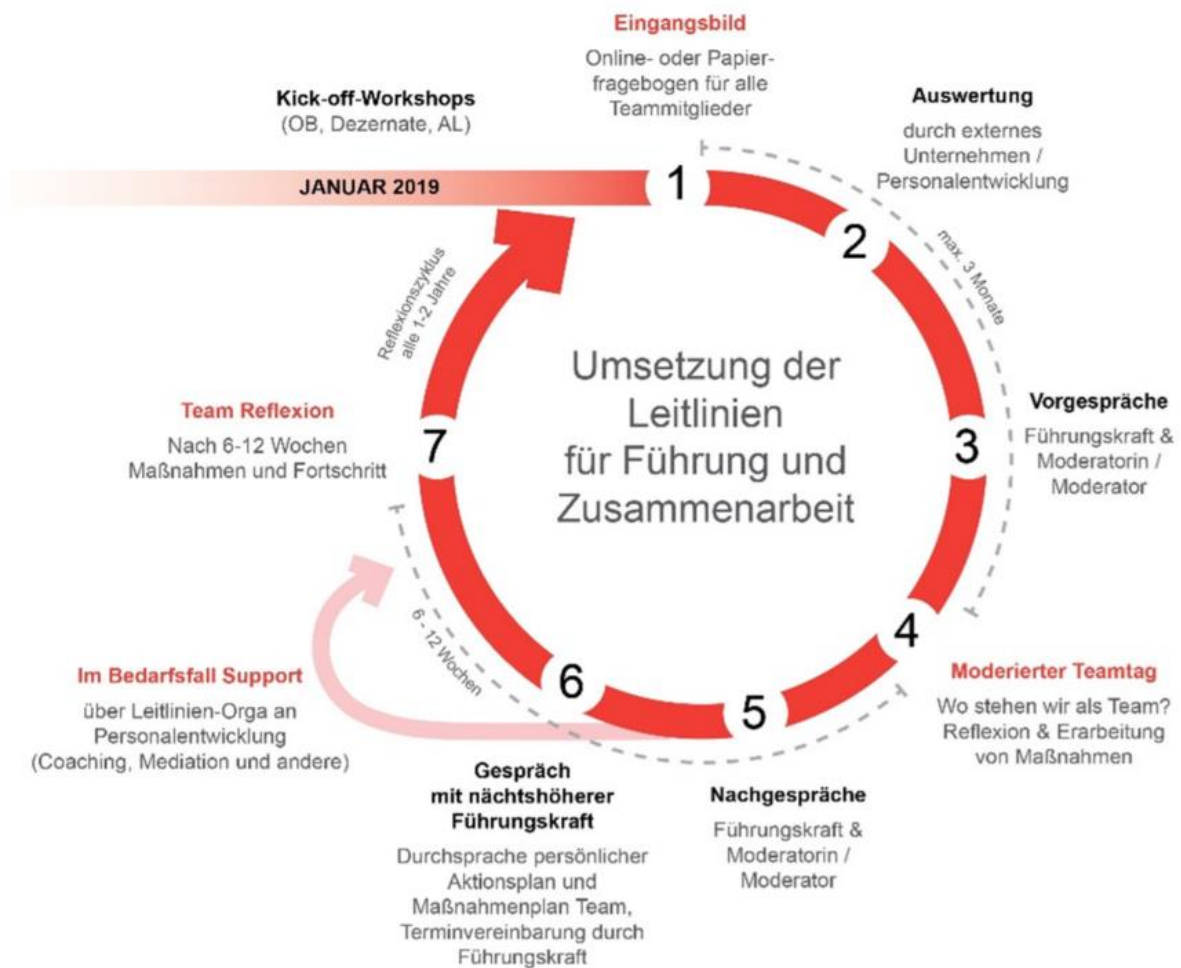 Eingangsbild
Online- oder Papier-
fragebogen für alle
Teammitglieder
Kick-off-Workshops
(OB, Dezernate, AL)
JANUAR 2019
1
Auswertung
durch externes
Unternehmen /
Personalentwicklung
2
max. 3 Monate
Vorgespräche
Führungskraft &
Moderatorin /
Moderator
3
Umsetzung der
Leitlinien
für Führung und
Zusammenarbeit
Moderierter Teamtag
Wo stehen wir als Team?
Reflexion & Erarbeitung
von Maßnahmen
4
Nachgespräche
Führungskraft &
Moderatorin /
Moderator
5
6
Gespräch
mit nächtshöherer
Führungskraft
Durchsprache persönlicher
Aktionsplan und
Maßnahmenplan Team,
Terminvereinbarung durch
Führungskraft
6 - 12 Wochen
Im Bedarfsfall Support
über Leitlinien-Orga an
Personalentwicklung
(Coaching, Mediation und andere)
Team Reflexion
Nach 6-12 Wochen
Maßnahmen und Fortschritt
7
Reflexionszyklus
alle 1-2 Jahre